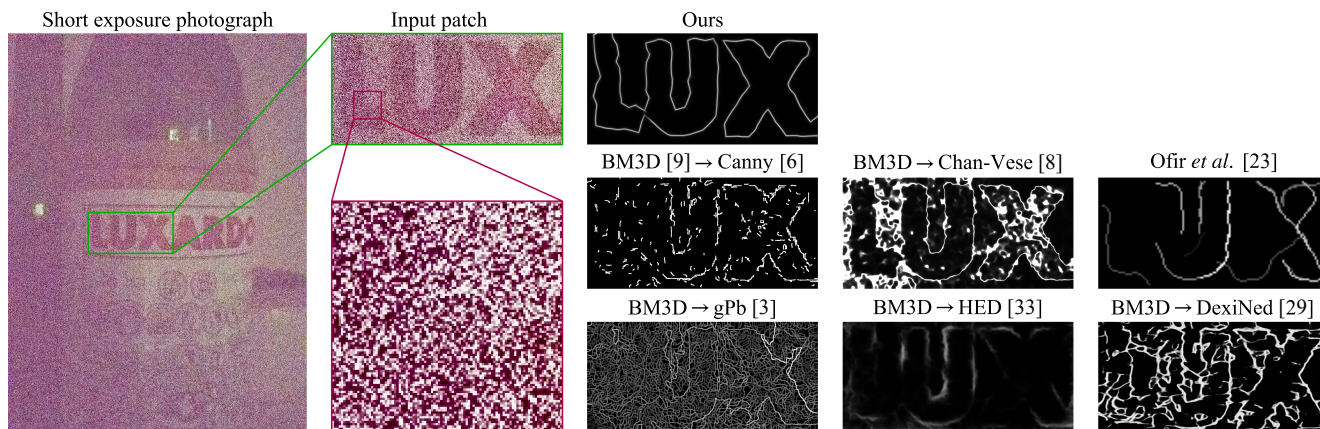 Short exposure photograph
Input patch
Ours
LUXARDO
LUX
BM3D [9] → Canny [6]
BM3D → Chan-Vese [8]
Ofir et al. [23]
BM3D → gPb [3]
BM3D → HED [33]
BM3D → DexiNed [29]